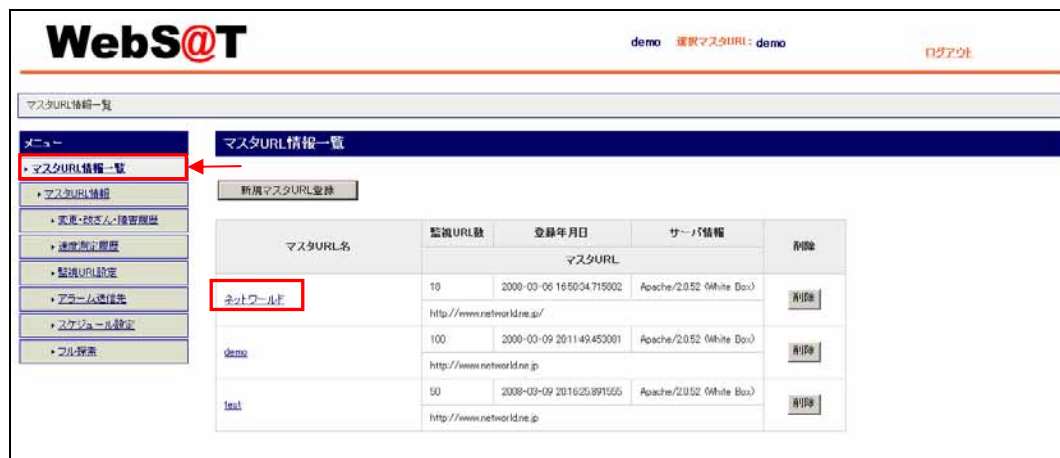 WebS@T
demo 選択マスタURL: demo
ログアウト
マスタURL情報一覧
メニュー
マスタURL情報一覧
マスタURL情報
変更・改ざん・障害履歴
速度測定履歴
監視URL設定
アラーム送信先
スケジュール設定
フル探索
マスタURL情報一覧
新規マスタURL登録
マスタURL名 監視URL数 登録年月日 サーバ情報 削除
マスタURL
ネットワールド 10 2008-03-06 16:50:34.715802 Apache/2.0.52 (White Box) 削除
http://www.networld.ne.jp/
demo 100 2008-03-09 20:11:49.453001 Apache/2.0.52 (White Box) 削除
http://www.networld.ne.jp
test 50 2008-03-09 20:16:25.891555 Apache/2.0.52 (White Box) 削除
http://www.networld.ne.jp